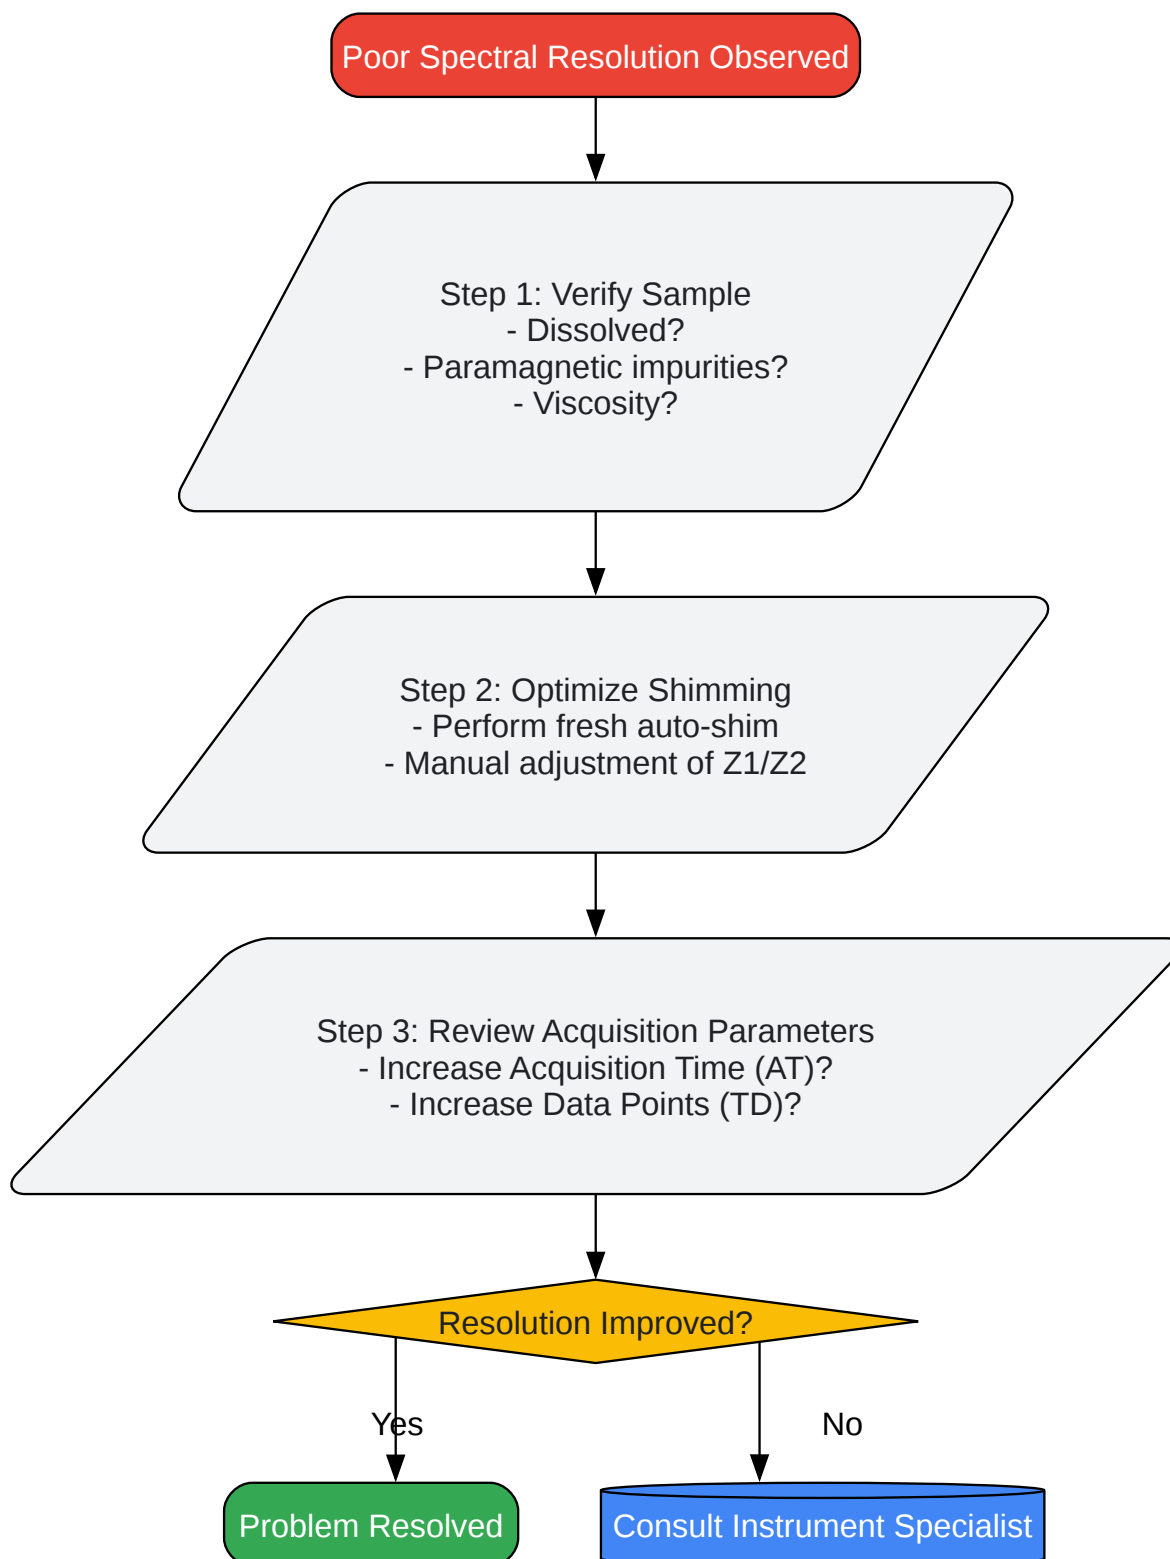 Poor Spectral Resolution Observed
Step 1: Verify Sample
- Dissolved?
- Paramagnetic impurities?
- Viscosity?
Step 2: Optimize Shimming
- Perform fresh auto-shim
- Manual adjustment of Z1/Z2
Step 3: Review Acquisition Parameters
- Increase Acquisition Time (AT)?
- Increase Data Points (TD)?
Resolution Improved?
Yes
No
Problem Resolved
Consult Instrument Specialist